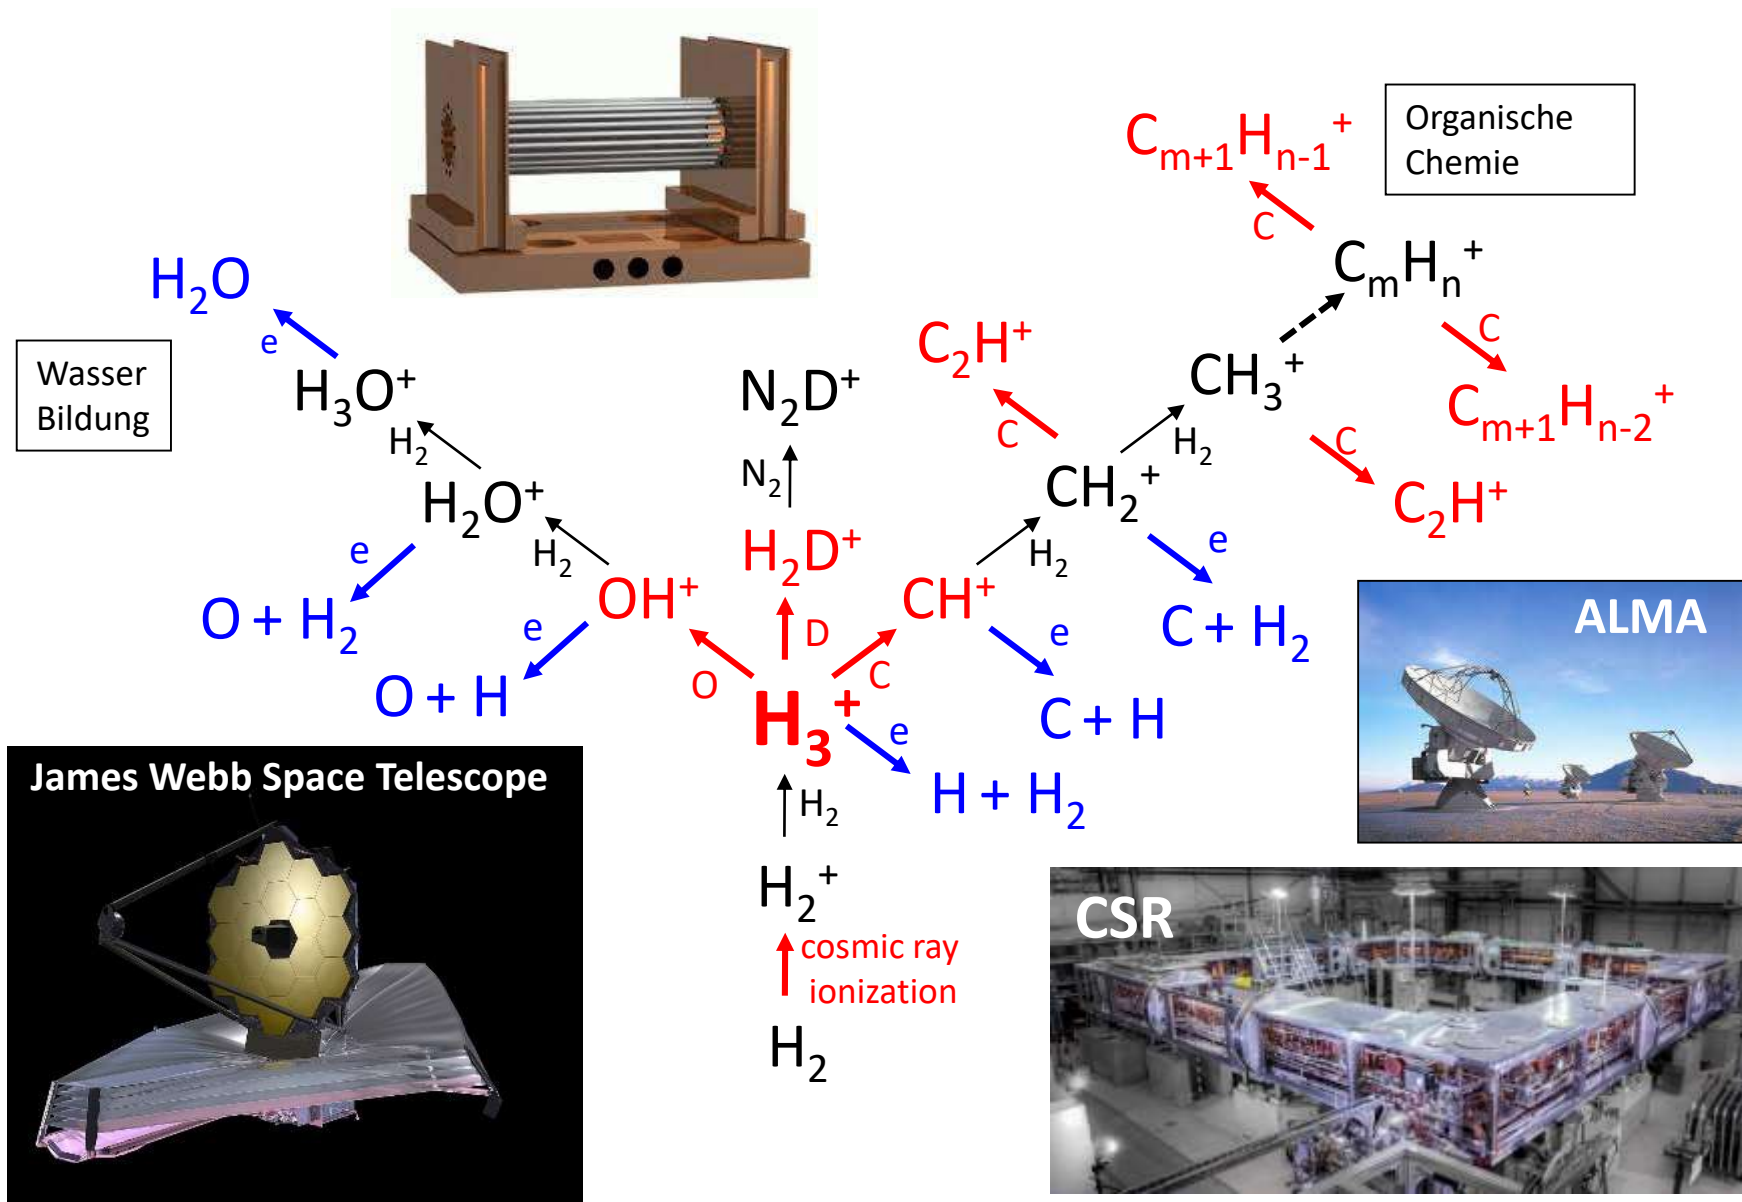 Organische
Chemie
Cₘ₊₁Hₙ₋₁⁺
C
CₘHₙ⁺
C
Cₘ₊₁Hₙ₋₂⁺
H₂O
e
Wasser
Bildung
H₃O⁺
H₂
H₂O⁺
e
O + H₂
H₂
OH⁺
e
O + H
O
N₂D⁺
N₂
H₂D⁺
D
C₂H⁺
C
CH₃⁺
H₂
C
C₂H⁺
CH₂⁺
e
C + H₂
H₂
CH⁺
e
C + H
C
H₃⁺
e
H + H₂
H₂
H₂⁺
cosmic ray
ionization
H₂
James Webb Space Telescope
ALMA
CSR